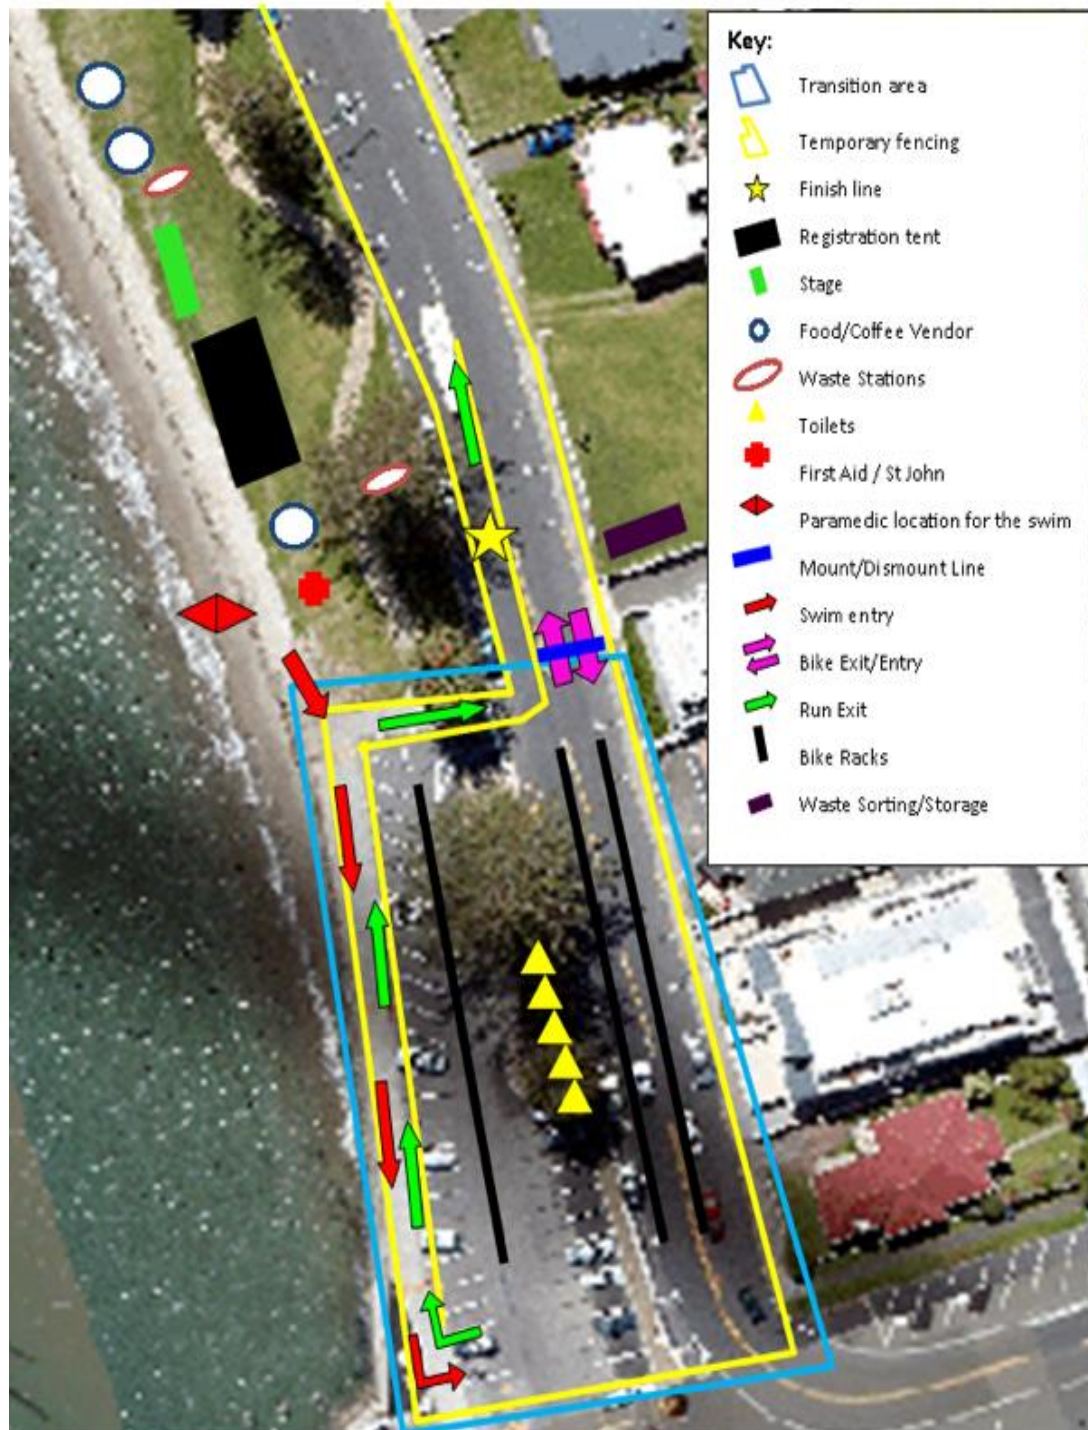 Key:
Transition area
Temporary fencing
Finish line
Registration tent
Stage
Food/Coffee Vendor
Waste Stations
Toilets
First Aid / St John
Paramedic location for the swim
Mount/Dismount Line
Swim entry
Bike Exit/Entry
Run Exit
Bike Racks
Waste Sorting/Storage